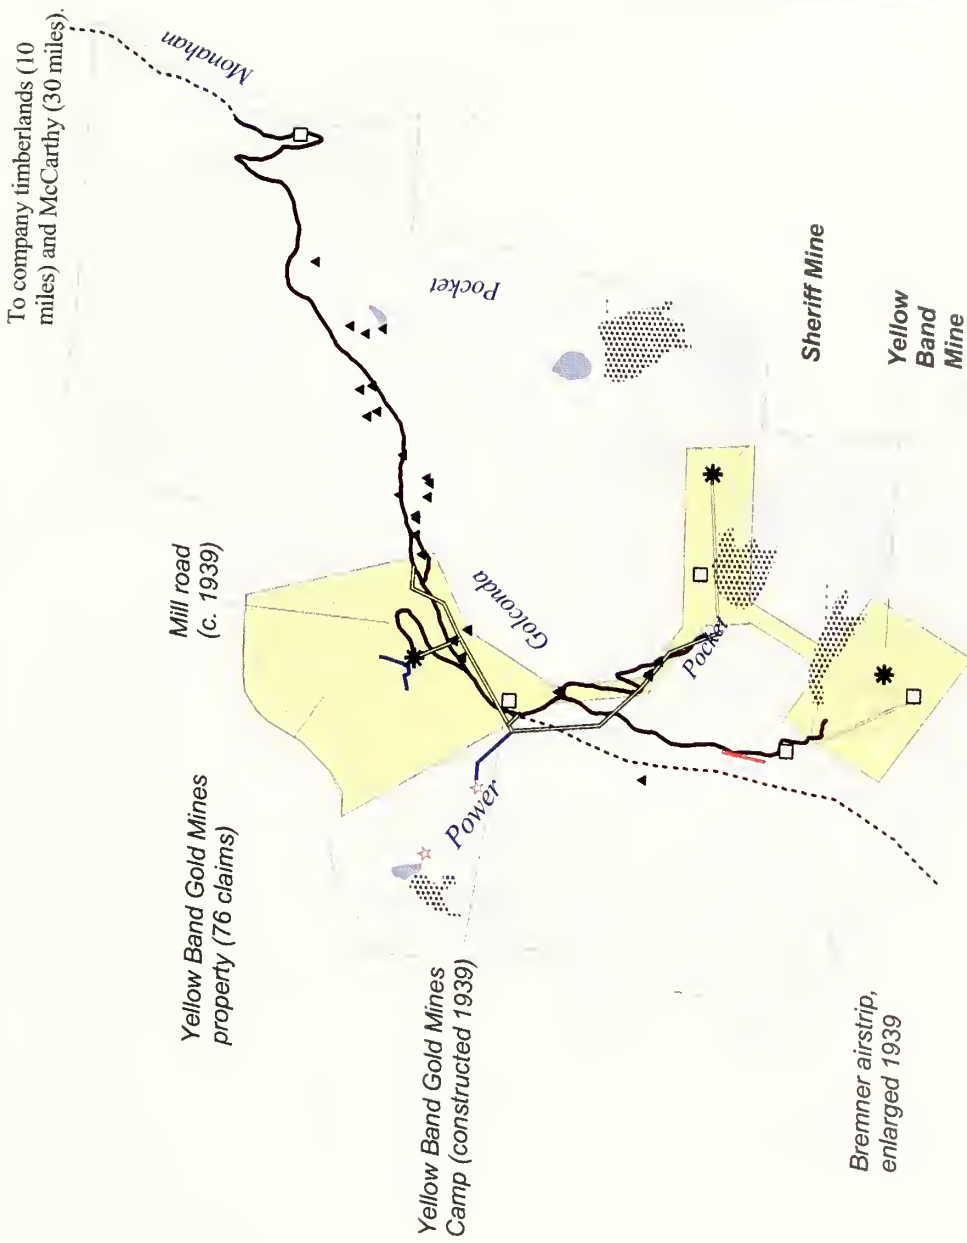 To company timberlands (10
miles) and McCarthy (30 miles).
Monahan
Pocket
Sheriff Mine
Yellow
Band
Mine
Mill road
(c. 1939)
Golconda
Pocket
Power
Yellow Band Gold Mines
property (76 claims)
Yellow Band Gold Mines
Camp (constructed 1939)
Bremner airstrip,
enlarged 1939